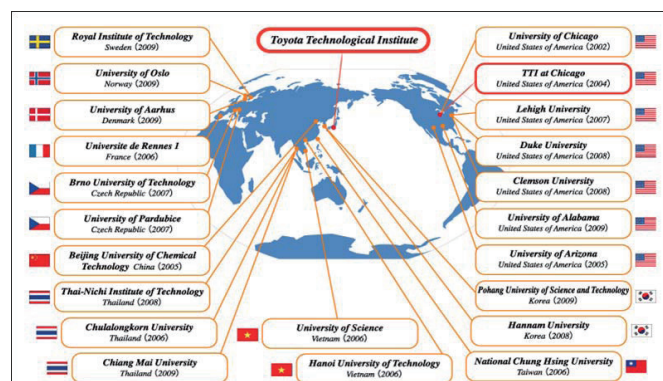 Toyota Technological Institute
Royal Institute of Technology
Sweden (2009)
University of Oslo
Norway (2009)
University of Aarhus
Denmark (2009)
Universite de Rennes 1
France (2006)
Brno University of Technology
Czech Republic (2007)
University of Pardubice
Czech Republic (2007)
Beijing University of Chemical
Technology China (2005)
Thai-Nichi Institute of Technology
Thailand (2008)
Chulalongkorn University
Thailand (2006)
Chiang Mai University
Thailand (2009)
University of Science
Vietnam (2006)
Hanoi University of Technology
Vietnam (2006)
University of Chicago
United States of America (2002)
TTI at Chicago
United States of America (2004)
Lehigh University
United States of America (2007)
Duke University
United States of America (2008)
Clemson University
United States of America (2008)
University of Alabama
United States of America (2009)
University of Arizona
United States of America (2005)
Pohang University of Science and Technology
Korea (2009)
Hannam University
Korea (2008)
National Chung Hsing University
Taiwan (2006)